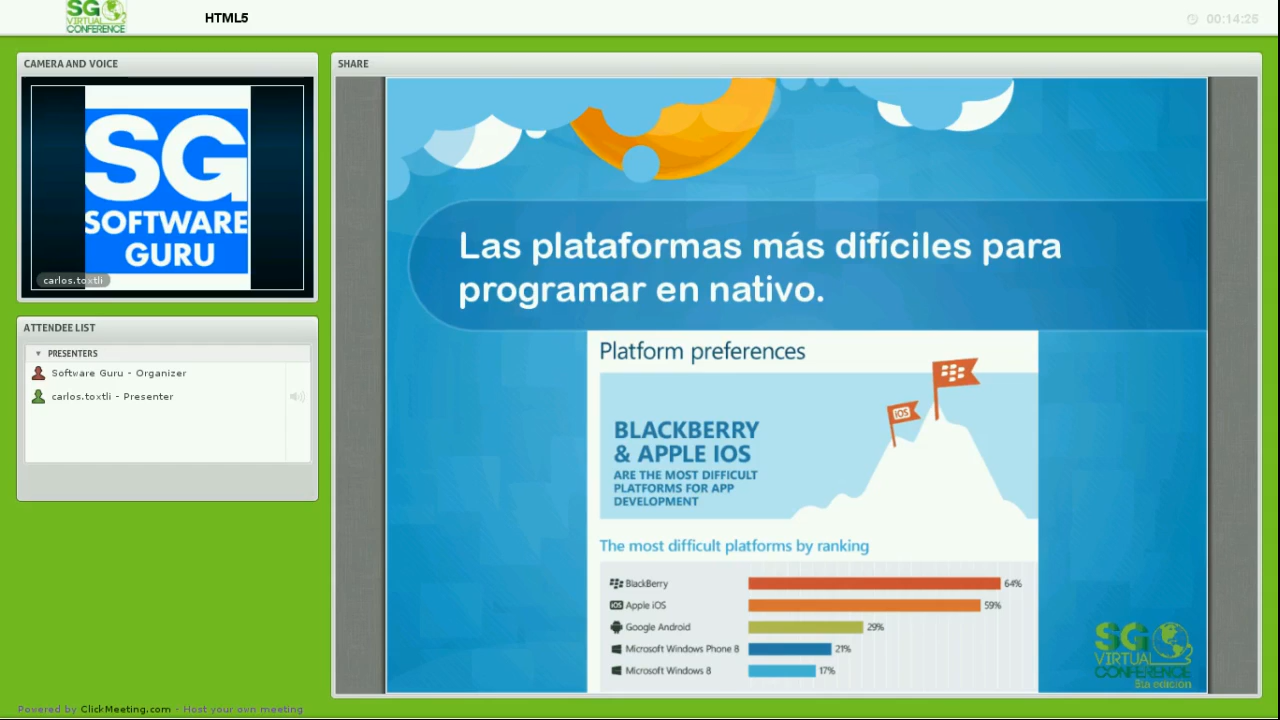 SG
VIRTUAL
CONFERENCE
HTML5
00:14:25
CAMERA AND VOICE
SHARE
SG
SOFTWARE
GURU
carlos.toxtli
ATTENDEE LIST
PRESENTERS
Software Guru - Organizer
carlos.toxtli - Presenter
Las plataformas más difíciles para
programar en nativo.
Platform preferences
iOS
BLACKBERRY
& APPLE IOS
ARE THE MOST DIFFICULT
PLATFORMS FOR APP
DEVELOPMENT
The most difficult platforms by ranking
BlackBerry 64%
iOS Apple iOS 59%
Google Android 29%
Microsoft Windows Phone 8 21%
Microsoft Windows 8 17%
SG
VIRTUAL
CONFERENCE
8va edición
Powered by ClickMeeting.com - Host your own meeting